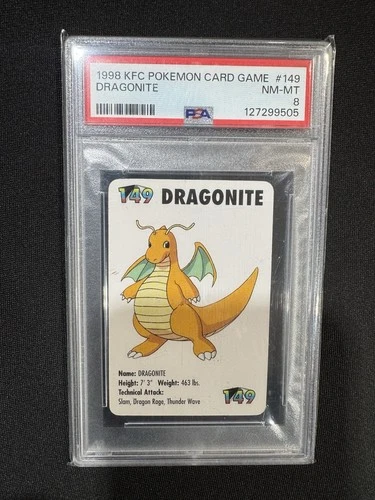 1998 KFC POKEMON CARD GAME #149
DRAGONITE NM-MT
8
PSA 127299505
149 DRAGONITE
Name: DRAGONITE
Height: 7' 3" Weight: 463 lbs.
Technical Attack:
Slam, Dragon Rage, Thunder Wave
149